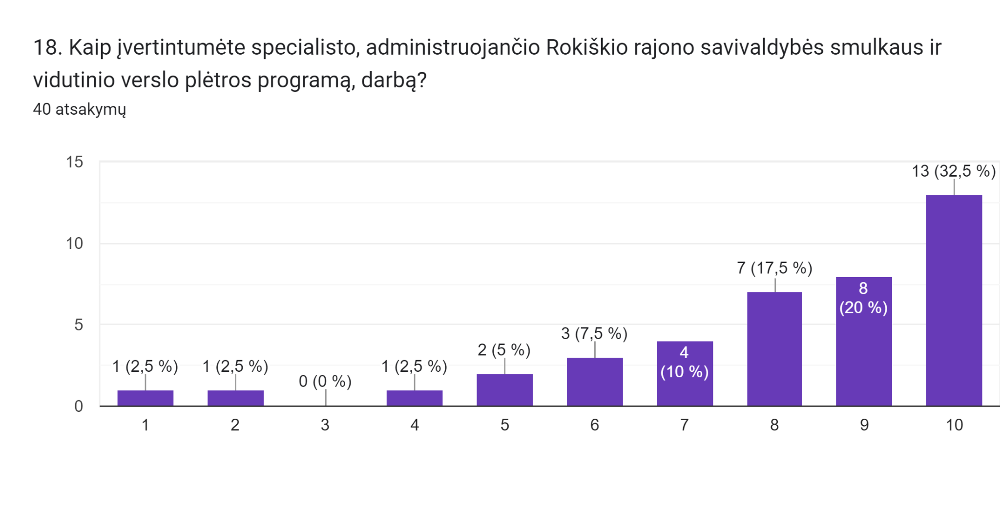 18. Kaip įvertintumėte specialisto, administruojančio Rokiškio rajono savivaldybės smulkaus ir
vidutinio verslo plėtros programą, darbą?
40 atsakymų
15
10
5
0
1 (2,5 %)
1 (2,5 %)
0 (0 %)
1 (2,5 %)
2 (5 %)
3 (7,5 %)
4
(10 %)
7 (17,5 %)
8
(20 %)
13 (32,5 %)
1 2 3 4 5 6 7 8 9 10